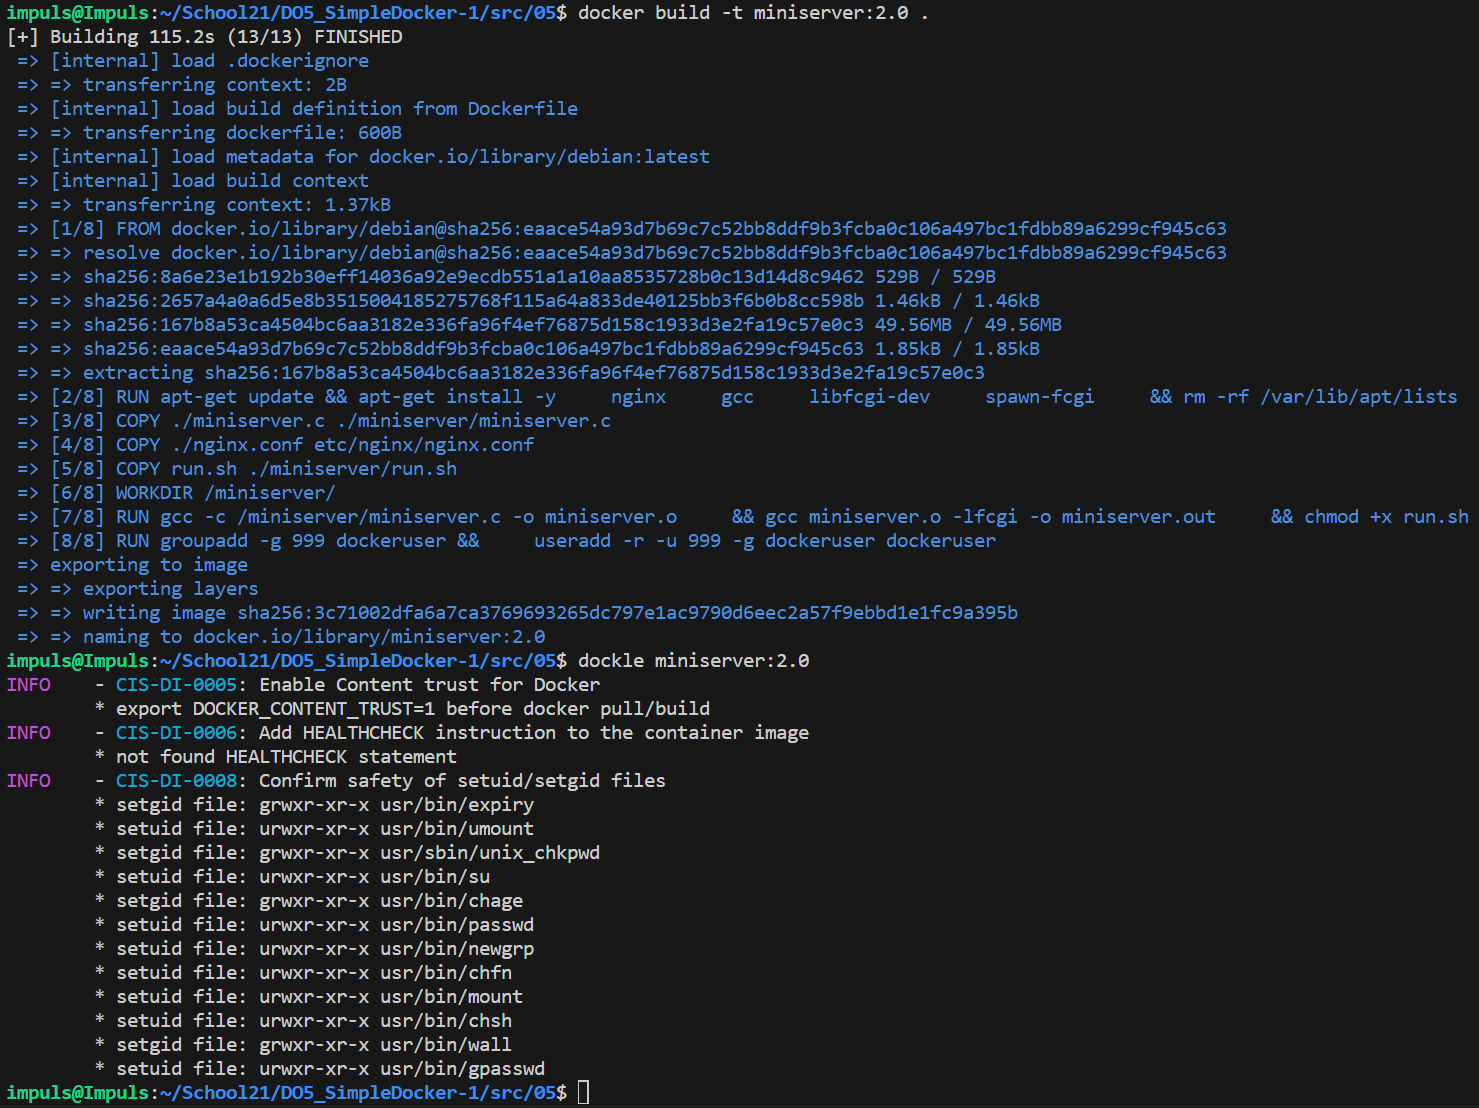 impuls@Impuls:~/School21/DO5_SimpleDocker-1/src/05$ docker build -t miniserver:2.0 .
[+] Building 115.2s (13/13) FINISHED
 => [internal] load .dockerignore
 => => transferring context: 2B
 => [internal] load build definition from Dockerfile
 => => transferring dockerfile: 600B
 => [internal] load metadata for docker.io/library/debian:latest
 => [internal] load build context
 => => transferring context: 1.37kB
 => [1/8] FROM docker.io/library/debian@sha256:eaace54a93d7b69c7c52bb8ddf9b3fcba0c106a497bc1fdbb89a6299cf945c63
 => => resolve docker.io/library/debian@sha256:eaace54a93d7b69c7c52bb8ddf9b3fcba0c106a497bc1fdbb89a6299cf945c63
 => => sha256:8a6e23e1b192b30eff14036a92e9ecdb551a1a10aa8535728b0c13d14d8c9462 529B / 529B
 => => sha256:2657a4a0a6d5e8b3515004185275768f115a64a833de40125bb3f6b0b8cc598b 1.46kB / 1.46kB
 => => sha256:167b8a53ca4504bc6aa3182e336fa96f4ef76875d158c1933d3e2fa19c57e0c3 49.56MB / 49.56MB
 => => sha256:eaace54a93d7b69c7c52bb8ddf9b3fcba0c106a497bc1fdbb89a6299cf945c63 1.85kB / 1.85kB
 => => extracting sha256:167b8a53ca4504bc6aa3182e336fa96f4ef76875d158c1933d3e2fa19c57e0c3
 => [2/8] RUN apt-get update && apt-get install -y     nginx     gcc     libfcgi-dev     spawn-fcgi     && rm -rf /var/lib/apt/lists
 => [3/8] COPY ./miniserver.c ./miniserver/miniserver.c
 => [4/8] COPY ./nginx.conf etc/nginx/nginx.conf
 => [5/8] COPY run.sh ./miniserver/run.sh
 => [6/8] WORKDIR /miniserver/
 => [7/8] RUN gcc -c /miniserver/miniserver.c -o miniserver.o     && gcc miniserver.o -lfcgi -o miniserver.out     && chmod +x run.sh
 => [8/8] RUN groupadd -g 999 dockeruser &&     useradd -r -u 999 -g dockeruser dockeruser
 => exporting to image
 => => exporting layers
 => => writing image sha256:3c71002dfa6a7ca3769693265dc797e1ac9790d6eec2a57f9ebbd1e1fc9a395b
 => => naming to docker.io/library/miniserver:2.0
impuls@Impuls:~/School21/DO5_SimpleDocker-1/src/05$ dockle miniserver:2.0
INFO    - CIS-DI-0005: Enable Content trust for Docker
        * export DOCKER_CONTENT_TRUST=1 before docker pull/build
INFO    - CIS-DI-0006: Add HEALTHCHECK instruction to the container image
        * not found HEALTHCHECK statement
INFO    - CIS-DI-0008: Confirm safety of setuid/setgid files
        * setgid file: grwxr-xr-x usr/bin/expiry
        * setuid file: urwxr-xr-x usr/bin/umount
        * setgid file: grwxr-xr-x usr/sbin/unix_chkpwd
        * setuid file: urwxr-xr-x usr/bin/su
        * setgid file: grwxr-xr-x usr/bin/chage
        * setuid file: urwxr-xr-x usr/bin/passwd
        * setuid file: urwxr-xr-x usr/bin/newgrp
        * setuid file: urwxr-xr-x usr/bin/chfn
        * setuid file: urwxr-xr-x usr/bin/mount
        * setuid file: urwxr-xr-x usr/bin/chsh
        * setgid file: grwxr-xr-x usr/bin/wall
        * setuid file: urwxr-xr-x usr/bin/gpasswd
impuls@Impuls:~/School21/DO5_SimpleDocker-1/src/05$